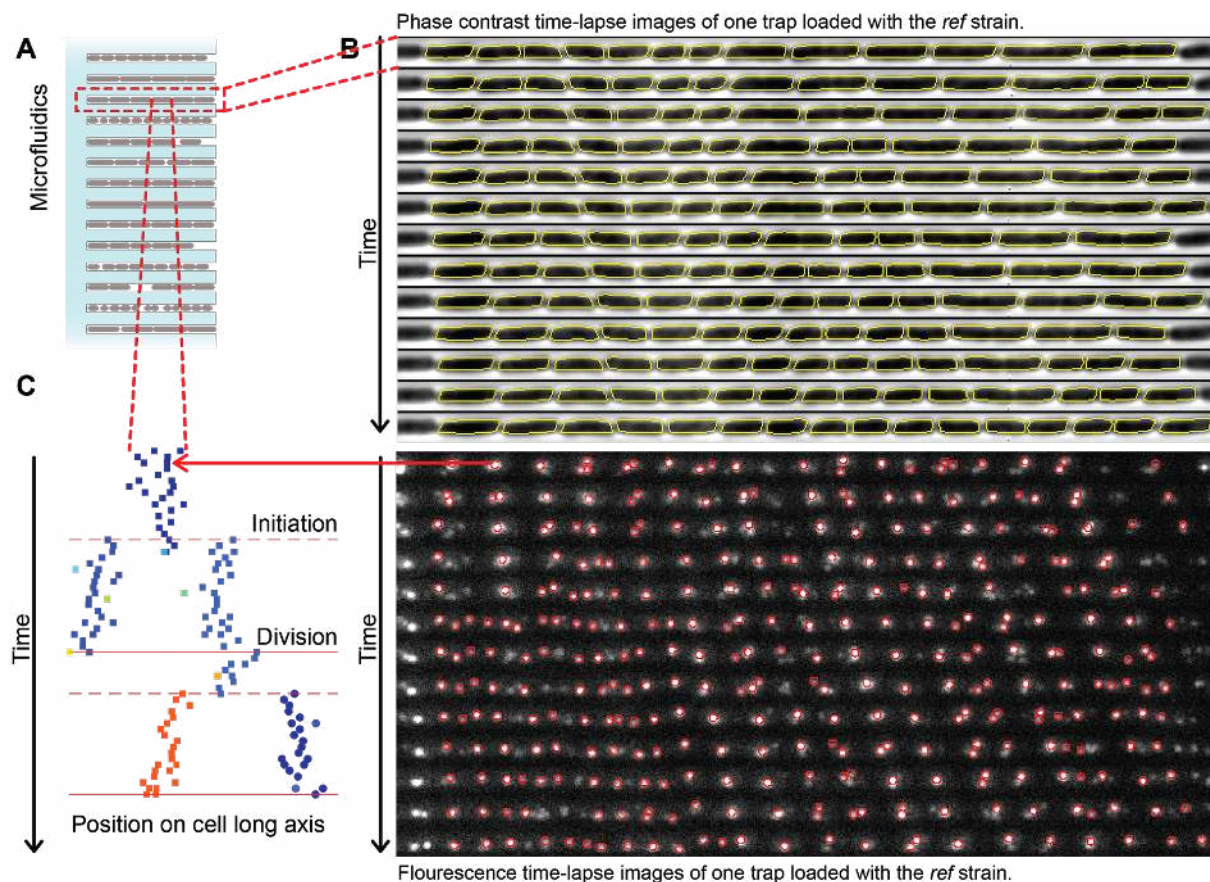 Phase contrast time-lapse images of one trap loaded with the ref strain.
A
B
Microfluidics
Time
C
Initiation
Division
Time
Time
Position on cell long axis
Flourescence time-lapse images of one trap loaded with the ref strain.